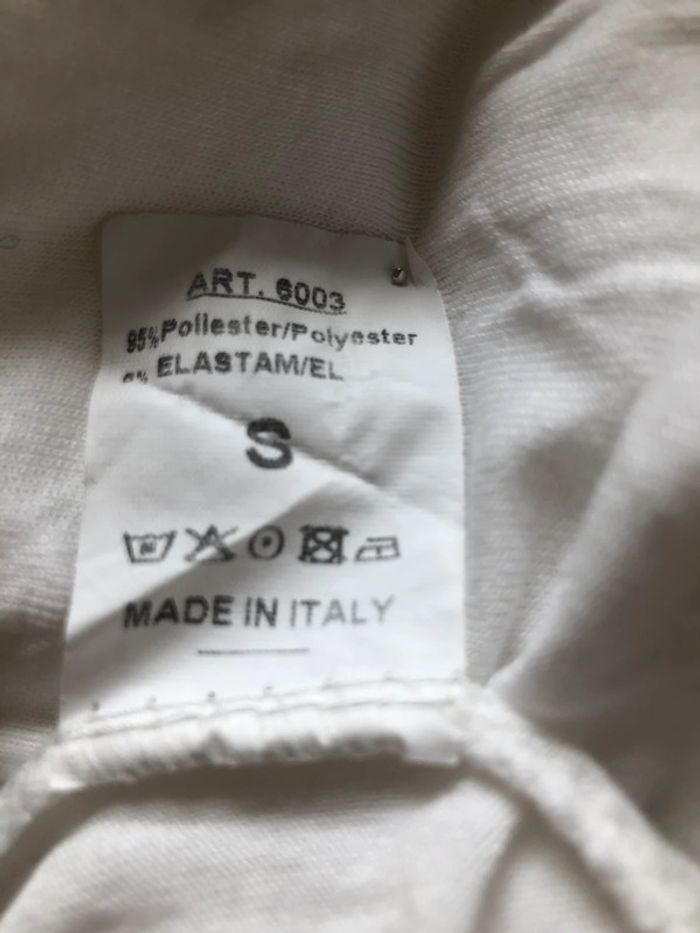 ART. 6003
95% Poliester/Polyester
% ELASTAM/EL
S
MADE IN ITALY